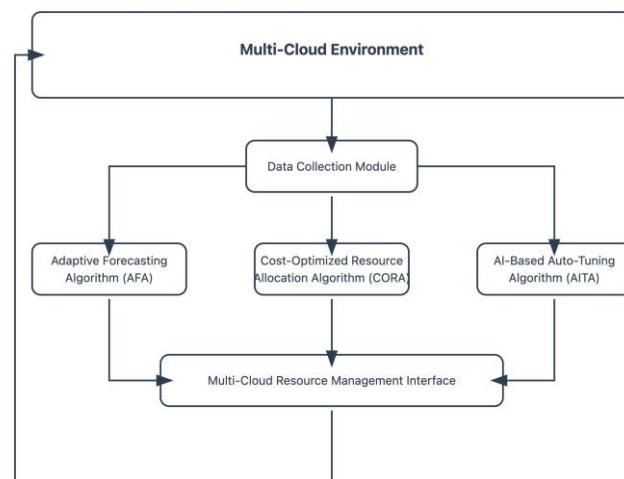 Multi-Cloud Environment
Data Collection Module
Adaptive Forecasting
Algorithm (AFA)
Cost-Optimized Resource
Allocation Algorithm (CORA)
AI-Based Auto-Tuning
Algorithm (AITA)
Multi-Cloud Resource Management Interface